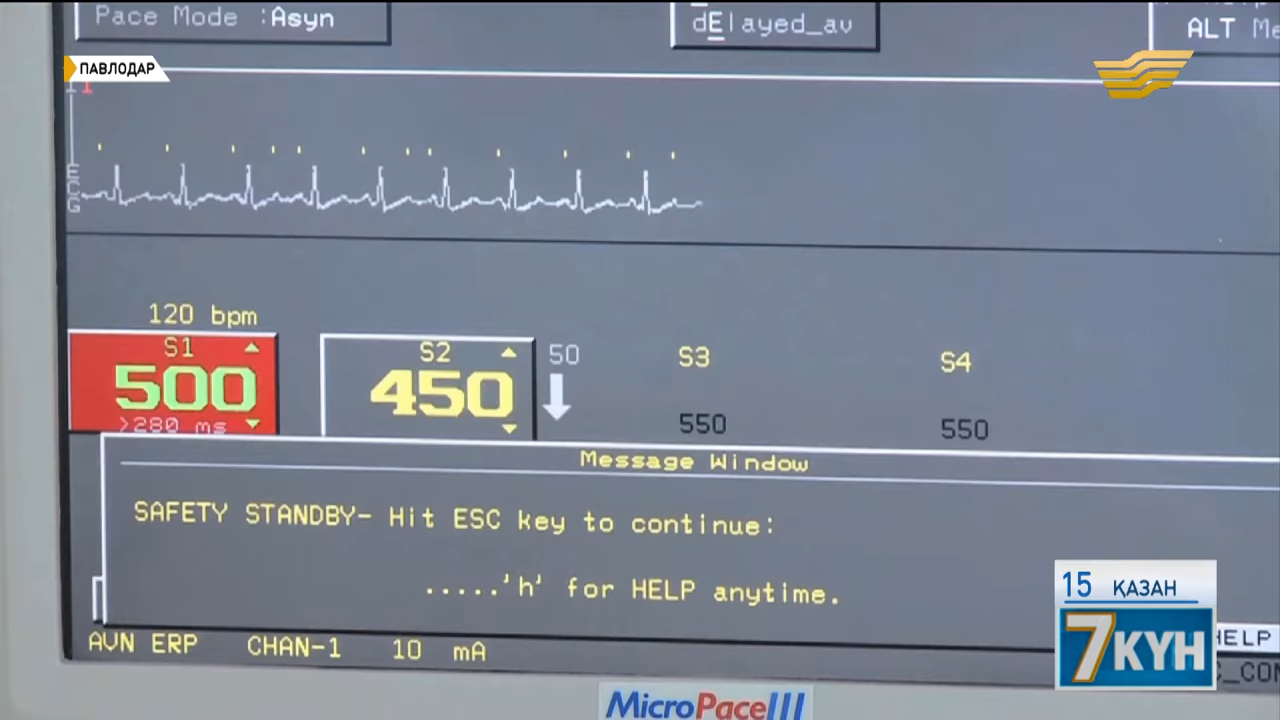 Pace Mode :Asyn
dElayed_av
ALT Me
ПАВЛОДАР
I
ECG
120 bpm
S1
500
>280 ms
S2
450
50
S3
550
S4
550
Message Window
SAFETY STANDBY- Hit ESC key to continue:
.....'h' for HELP anytime.
AVN ERP CHAN-1 10 mA
HELP
MicroPaceIII
15 ҚАЗАН
7КҮН